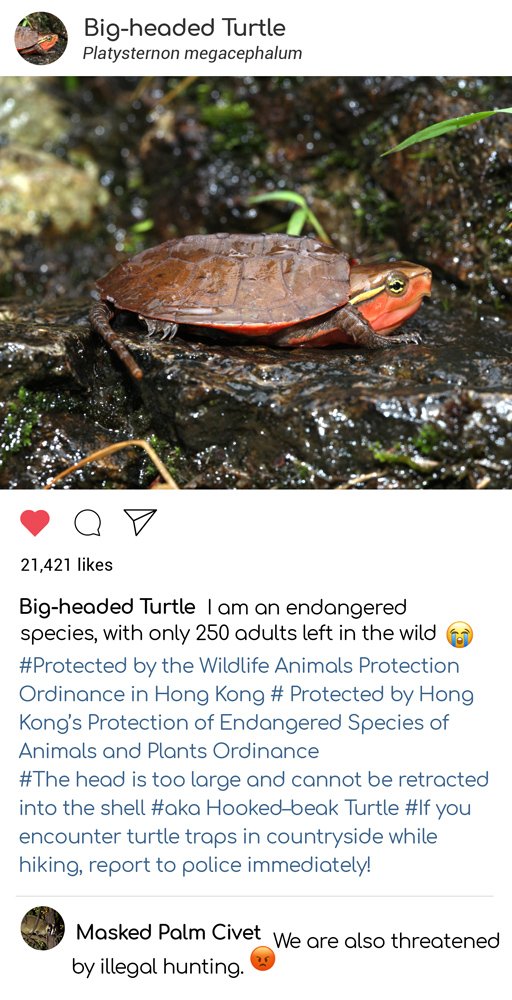 Big-headed Turtle
Platysternon megacephalum
21,421 likes
Big-headed Turtle I am an endangered
species, with only 250 adults left in the wild 😭
#Protected by the Wildlife Animals Protection
Ordinance in Hong Kong # Protected by Hong
Kong's Protection of Endangered Species of
Animals and Plants Ordinance
#The head is too large and cannot be retracted
into the shell #aka Hooked-beak Turtle #If you
encounter turtle traps in countryside while
hiking, report to police immediately!
Masked Palm Civet We are also threatened
by illegal hunting. 😡